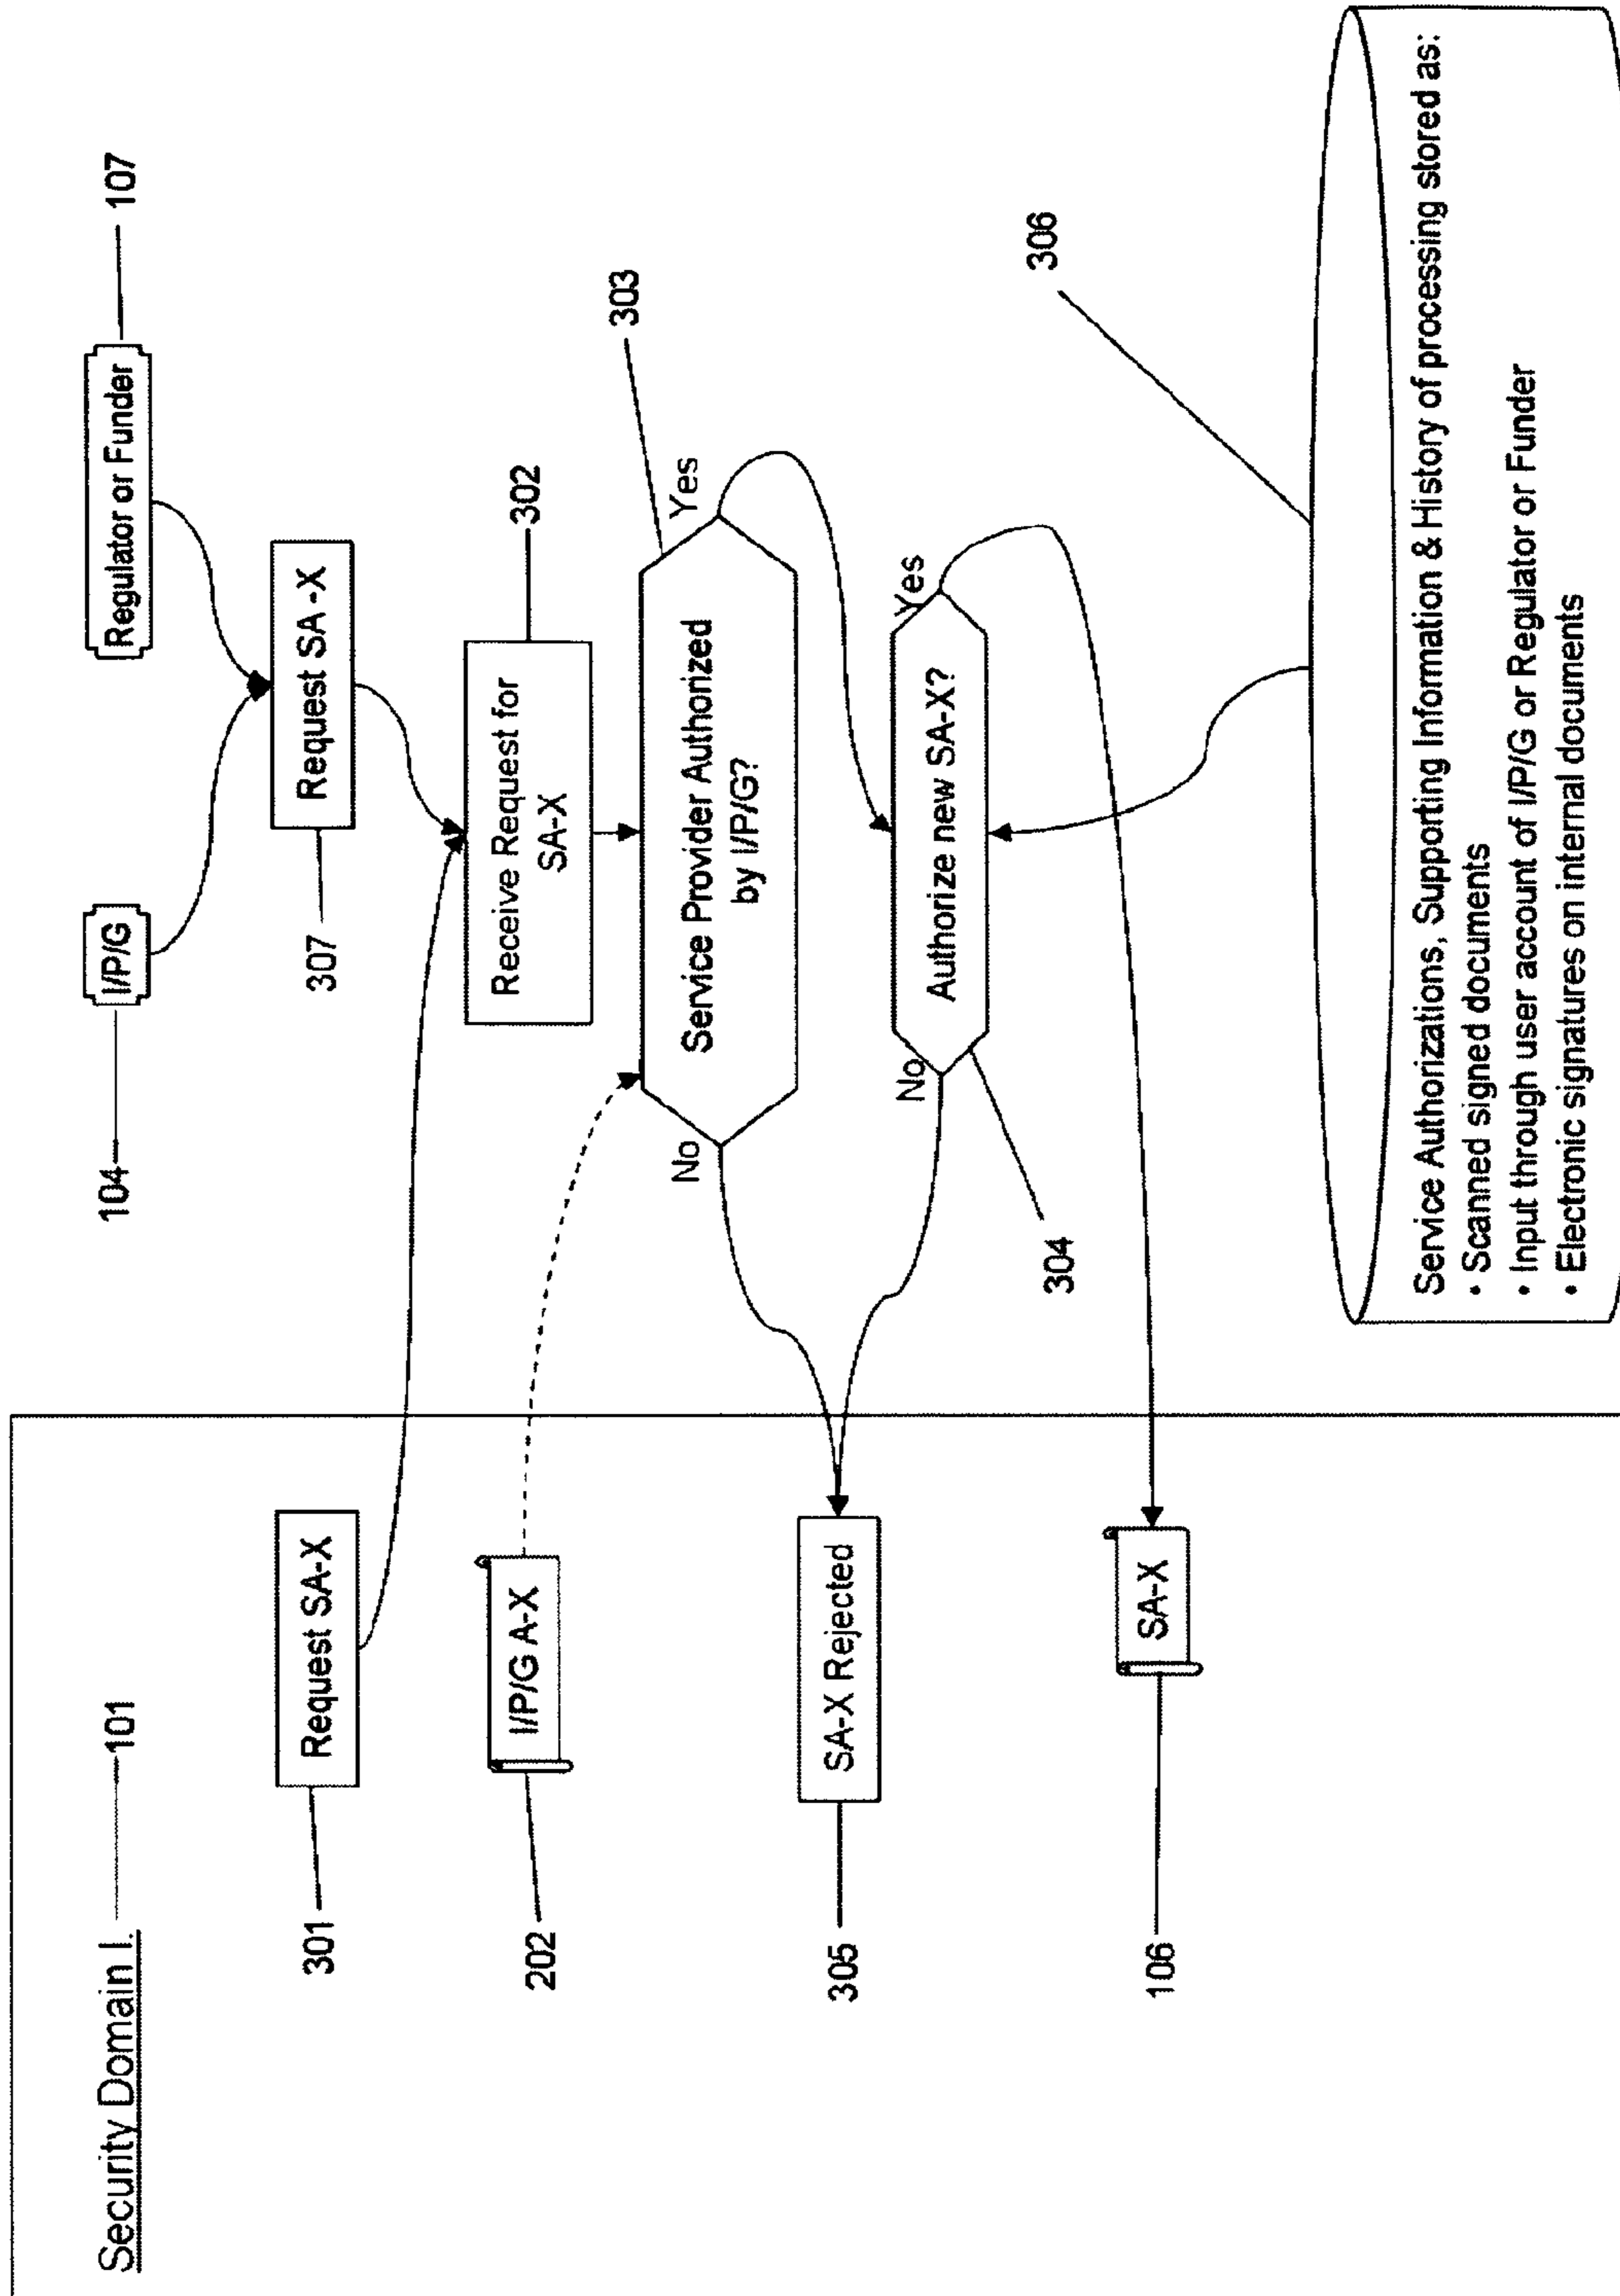 Security Domain I.
101
104
I/P/G
Regulator or Funder
107
301
Request SA-X
307
Request SA -X
202
I/P/G A-X
Receive Request for
SA-X
302
303
No
Yes
Service Provider Authorized
by I/P/G?
305
SA-X Rejected
No
Yes
Authorize new SA-X?
304
106
SA-X
306
Service Authorizations, Supporting Information & History of processing stored as:
• Scanned signed documents
• Input through user account of I/P/G or Regulator or Funder
• Electronic signatures on internal documents